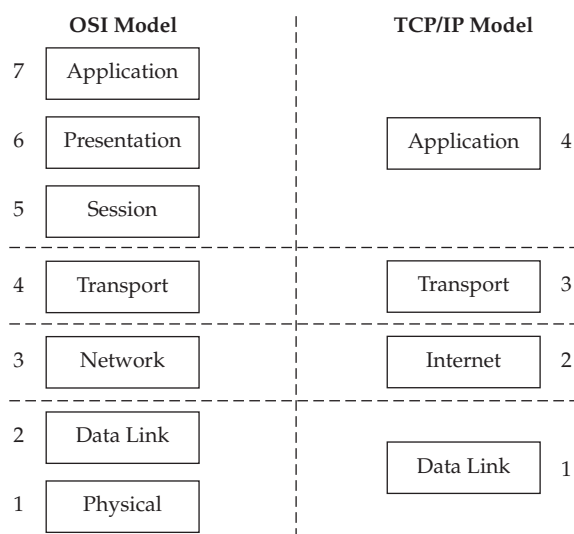 OSI Model TCP/IP Model
7 Application
6 Presentation Application 4
5 Session
4 Transport Transport 3
3 Network Internet 2
2 Data Link
Data Link 1
1 Physical